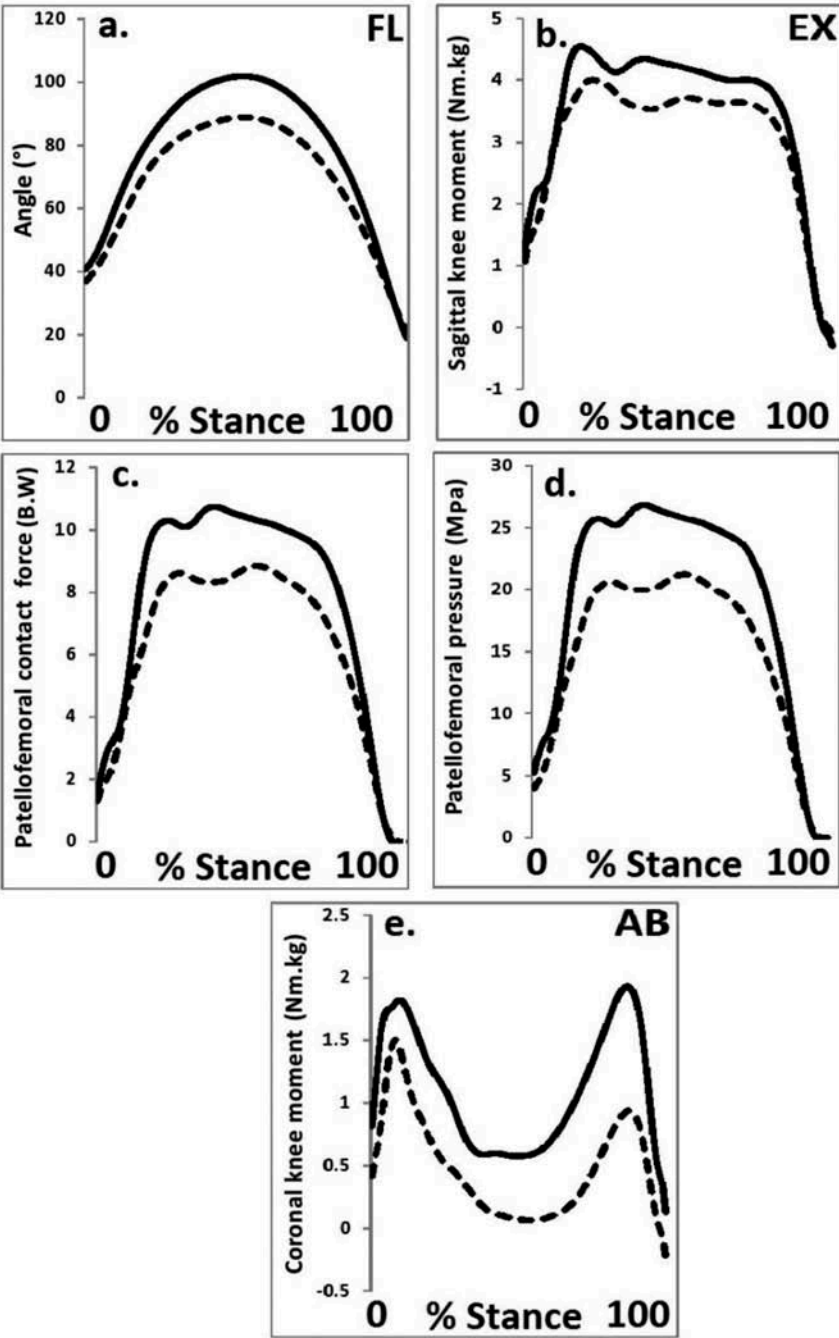 a.
FL
Angle (°)
120
100
80
60
40
20
0
0 % Stance 100
b.
EX
Sagittal knee moment (Nm.kg)
5
4
3
2
1
0
-1
0 % Stance 100
c.
Patellofemoral contact force (B.W)
12
10
8
6
4
2
0
0 % Stance 100
d.
Patellofemoral pressure (Mpa)
30
25
20
15
10
5
0
0 % Stance 100
e.
AB
Coronal knee moment (Nm.kg)
2.5
2
1.5
1
0.5
0
-0.5
0 % Stance 100